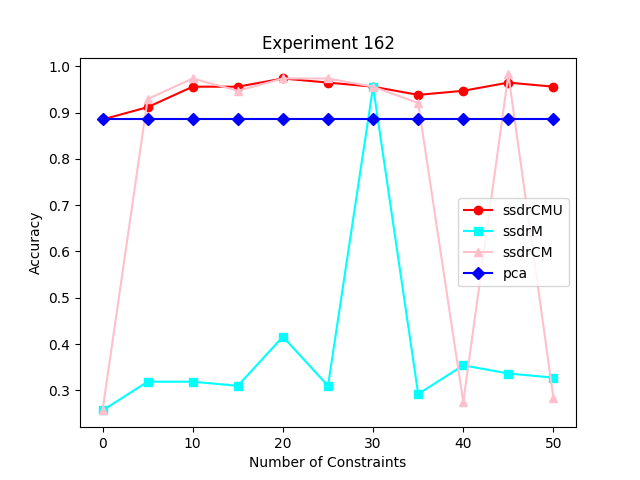 Experiment 162
1.0
0.9
0.8
0.7
0.6
0.5
0.4
0.3
Accuracy
ssdrCMU
ssdrM
ssdrCM
pca
0 10 20 30 40 50
Number of Constraints